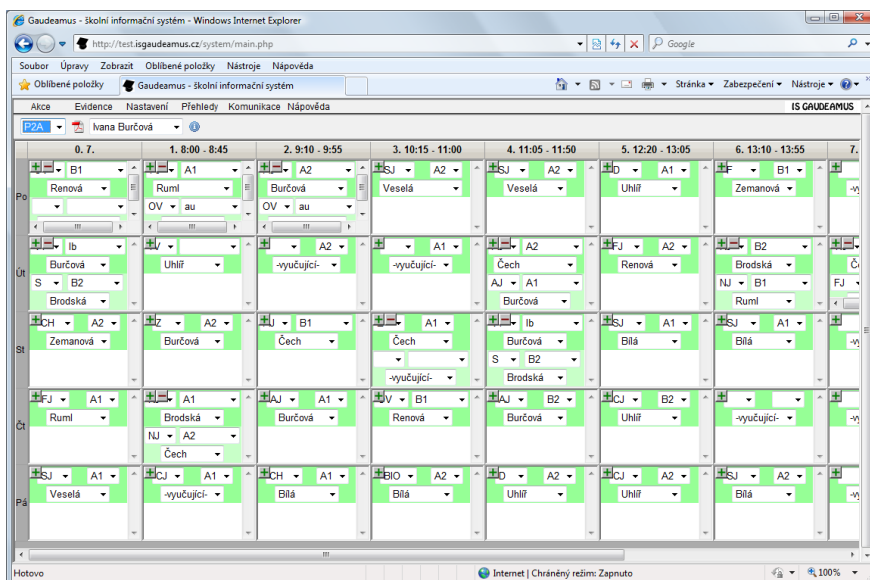 Gaudeamus - školní informační systém - Windows Internet Explorer
http://test.isgaudeamus.cz/system/main.php
Google
Soubor Úpravy Zobrazit Oblíbené položky Nástroje Nápověda
Oblíbené položky Gaudeamus - školní informační systém Stránka Zabezpečení Nástroje
Akce Evidence Nastavení Přehledy Komunikace Nápověda IS GAUDEAMUS
P2A Ivana Burčová
0. 7. 1. 8:00 - 8:45 2. 9:10 - 9:55 3. 10:15 - 11:00 4. 11:05 - 11:50 5. 12:20 - 13:05 6. 13:10 - 13:55 7.
Po
B1 A1 A2 SJ A2 SJ A2 D A1 F B1
Renová Ruml Burčová Veselá Veselá Uhlíř Zemanová
OV au OV au
Út
Ib V A2 A1 A2 FJ A2 B2
Burčová Uhlíř -vyučující- -vyučující- Čech Renová Brodská
S B2 AJ A1 NJ B1 FJ
Brodská Burčová Ruml
St
CH A2 Z A2 J B1 A1 Ib SJ A1 SJ A1
Zemanová Burčová Čech Čech Burčová Bílá Bílá
S B2
-vyučující- Brodská
Čt
FJ A1 A1 AJ A1 V B1 AJ B2 CJ B2
Ruml Brodská Burčová Renová Burčová Uhlíř -vyučující-
NJ A2
Čech
Pá
SJ A1 CJ A1 CH A1 BIO A2 D A2 CJ A2 SJ A2
Veselá -vyučující- Bílá Bílá Uhlíř Uhlíř Bílá
Hotovo Internet | Chráněný režim: Zapnuto 100%